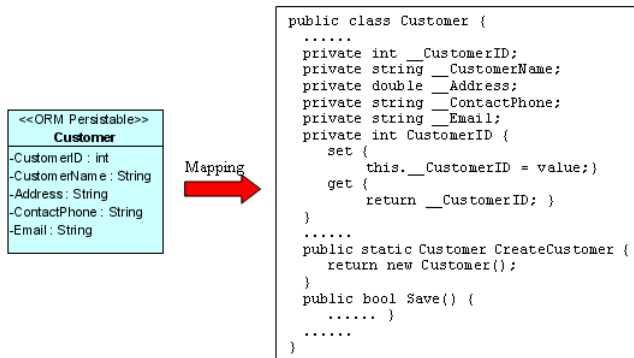 <<ORM Persistable>>
Customer
-CustomerID : int
-CustomerName : String
-Address : String
-ContactPhone : String
-Email : String
Mapping
public class Customer {
......
private int __CustomerID;
private string __CustomerName;
private double __Address;
private string __ContactPhone;
private string __Email;
private int CustomerID {
set {
this.__CustomerID = value;}
get {
return __CustomerID; }
}
......
public static Customer CreateCustomer {
return new Customer();
}
public bool Save() {
...... }
......
}